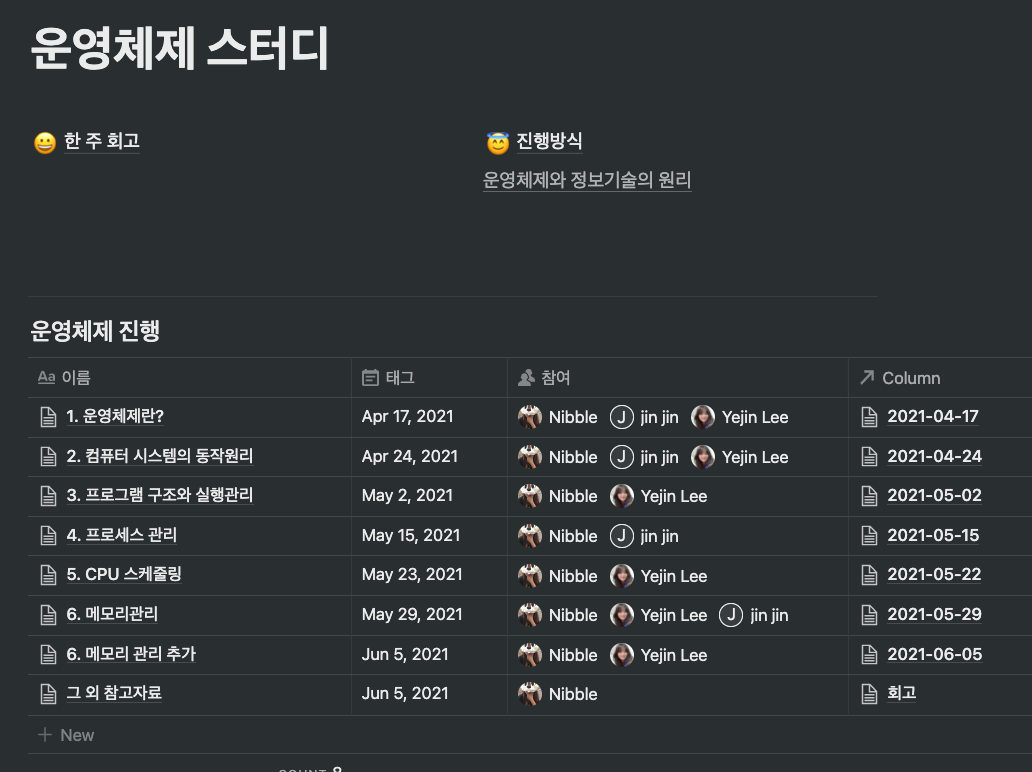 운영체제 스터디
😀 한 주 회고
😇 진행방식
운영체제와 정보기술의 원리
운영체제 진행
Aa 이름 태그 참여 Column
1. 운영체제란? Apr 17, 2021 Nibble J jin jin Yejin Lee 2021-04-17
2. 컴퓨터 시스템의 동작원리 Apr 24, 2021 Nibble J jin jin Yejin Lee 2021-04-24
3. 프로그램 구조와 실행관리 May 2, 2021 Nibble Yejin Lee 2021-05-02
4. 프로세스 관리 May 15, 2021 Nibble J jin jin 2021-05-15
5. CPU 스케줄링 May 23, 2021 Nibble Yejin Lee 2021-05-22
6. 메모리관리 May 29, 2021 Nibble Yejin Lee J jin jin 2021-05-29
6. 메모리 관리 추가 Jun 5, 2021 Nibble Yejin Lee 2021-06-05
그 외 참고자료 Jun 5, 2021 Nibble 회고
+ New
COUNT 8